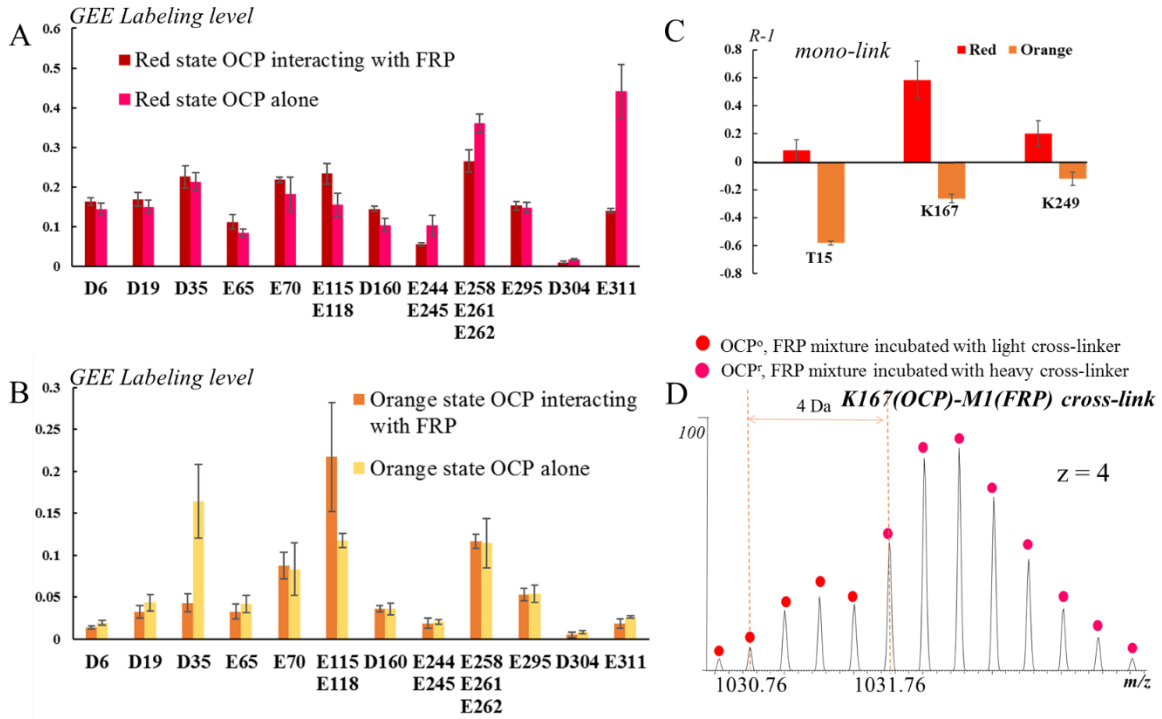 A
GEE Labeling level
Red state OCP interacting with FRP
Red state OCP alone
0.6
0.5
0.4
0.3
0.2
0.1
0
D6 D19 D35 E65 E70 E115 D160 E244 E258 E295 D304 E311
E118 E245 E261
E262
B
GEE Labeling level
Orange state OCP interacting
with FRP
Orange state OCP alone
0.3
0.25
0.2
0.15
0.1
0.05
0
D6 D19 D35 E65 E70 E115 D160 E244 E258 E295 D304 E311
E118 E245 E261
E262
C
R-1
mono-link
Red Orange
0.8
0.6
0.4
0.2
0
-0.2
-0.4
-0.6
-0.8
T15
K167
K249
OCPᵒ, FRP mixture incubated with light cross-linker
OCPʳ, FRP mixture incubated with heavy cross-linker
D
K167(OCP)-M1(FRP) cross-link
4 Da
100
z = 4
1030.76 1031.76 m/z